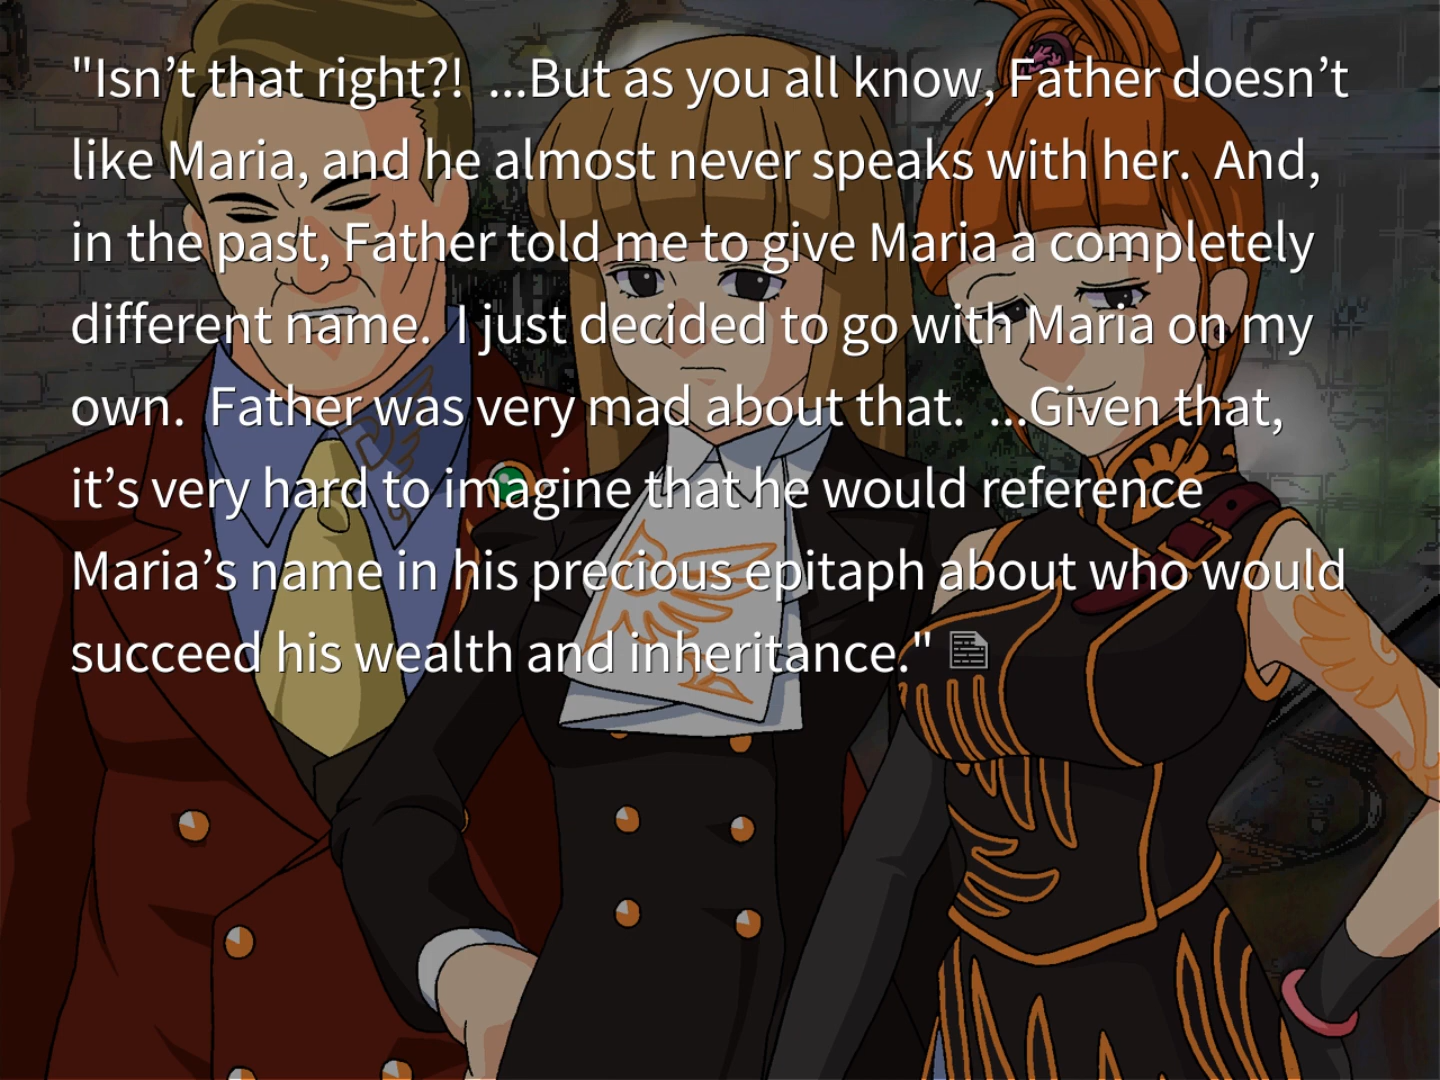 "Isn’t that right?!  ...But as you all know, Father doesn’t
like Maria, and he almost never speaks with her.  And,
in the past, Father told me to give Maria a completely
different name.  I just decided to go with Maria on my
own.  Father was very mad about that.  ...Given that,
it’s very hard to imagine that he would reference
Maria’s name in his precious epitaph about who would
succeed his wealth and inheritance."